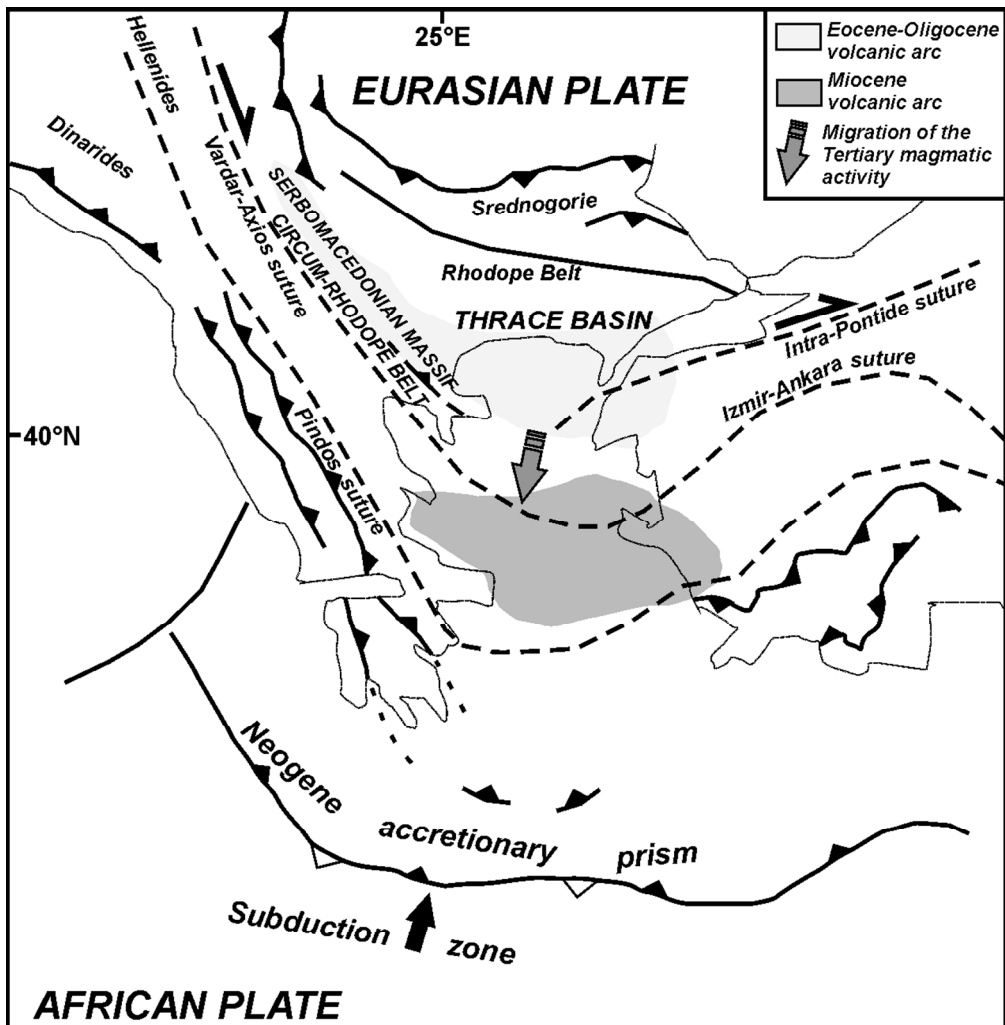 25°E
Eocene-Oligocene
volcanic arc
Miocene
volcanic arc
Migration of the
Tertiary magmatic
activity
EURASIAN PLATE
Hellenides
Dinarides
Vardar-Axios suture
SERBOMACEDONIAN MASSIF
CIRCUM-RHODOPE BELT
Srednogorie
Rhodope Belt
THRACE BASIN
Intra-Pontide suture
Izmir-Ankara suture
40°N
Pindos suture
Neogene
accretionary
prism
Subduction
zone
AFRICAN PLATE